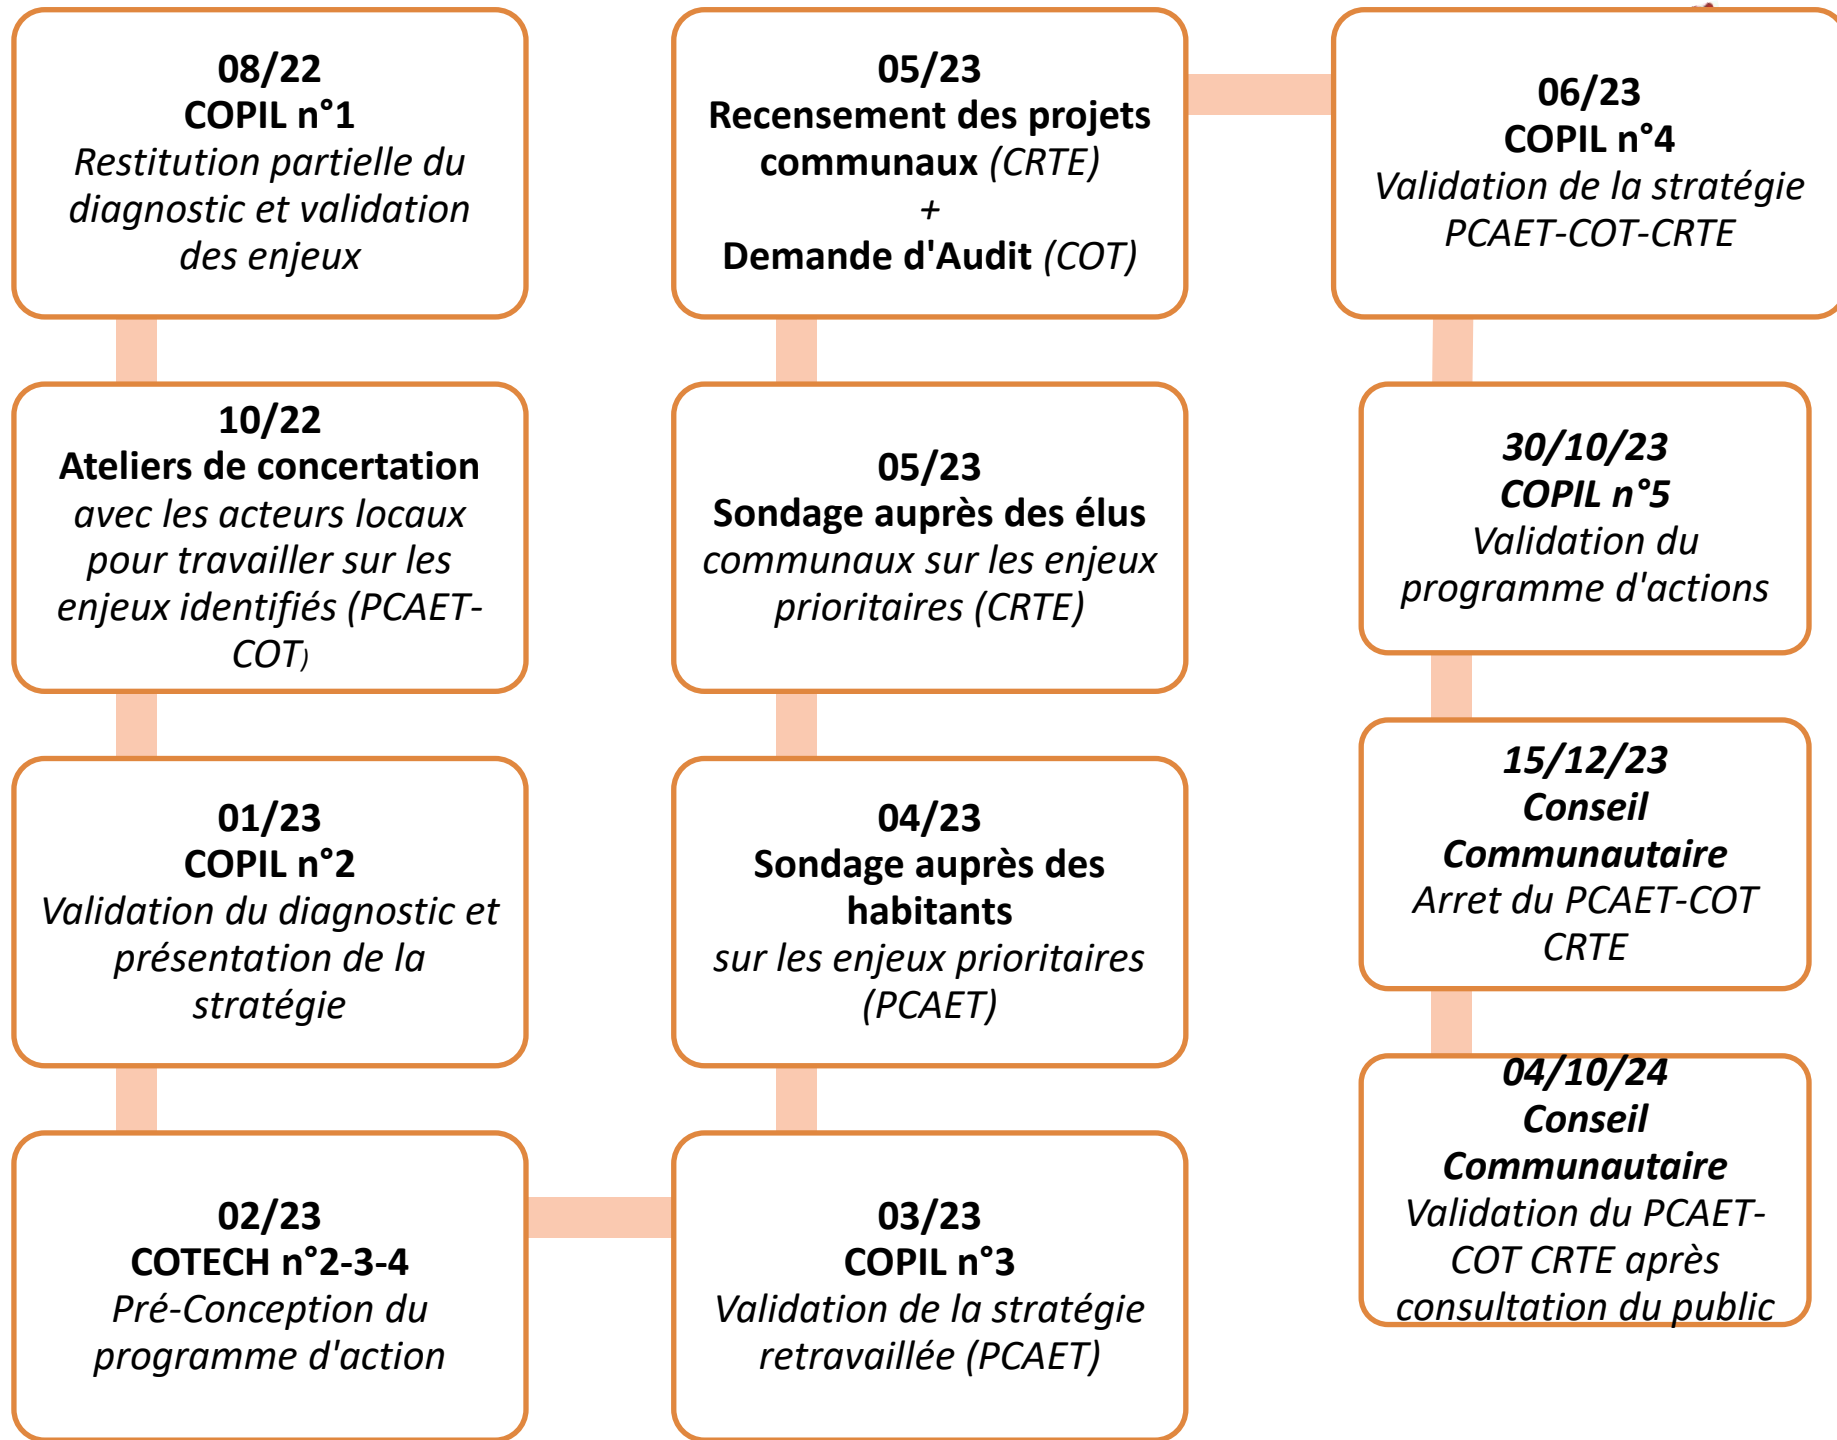 08/22
COPIL n°1
Restitution partielle du
diagnostic et validation
des enjeux
10/22
Ateliers de concertation
avec les acteurs locaux
pour travailler sur les
enjeux identifiés (PCAET-
COT)
01/23
COPIL n°2
Validation du diagnostic et
présentation de la
stratégie
02/23
COTECH n°2-3-4
Pré-Conception du
programme d'action
03/23
COPIL n°3
Validation de la stratégie
retravaillée (PCAET)
04/23
Sondage auprès des
habitants
sur les enjeux prioritaires
(PCAET)
05/23
Sondage auprès des élus
communaux sur les enjeux
prioritaires (CRTE)
05/23
Recensement des projets
communaux (CRTE)
+
Demande d'Audit (COT)
06/23
COPIL n°4
Validation de la stratégie
PCAET-COT-CRTE
30/10/23
COPIL n°5
Validation du
programme d'actions
15/12/23
Conseil
Communautaire
Arret du PCAET-COT
CRTE
04/10/24
Conseil
Communautaire
Validation du PCAET-
COT CRTE après
consultation du public